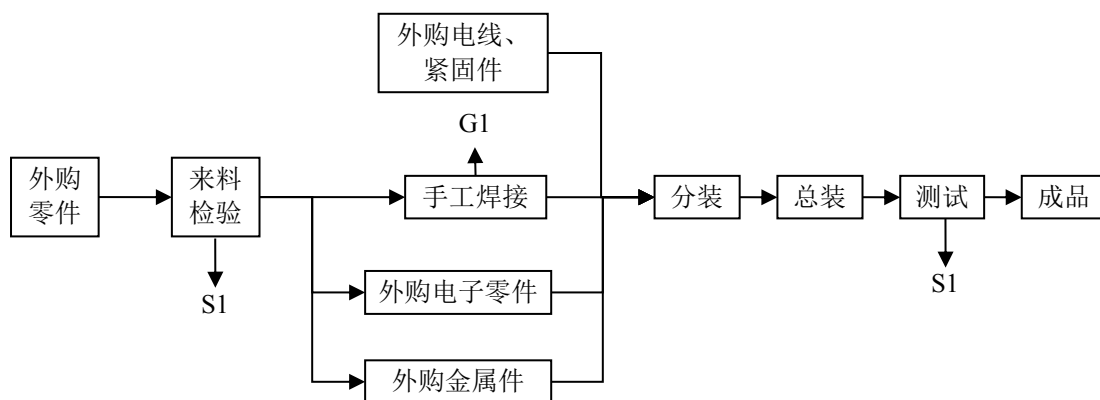 外购电线、
紧固件
G1
外购
零件
来料
检验
手工焊接
分装
总装
测试
成品
S1
外购电子零件
S1
外购金属件